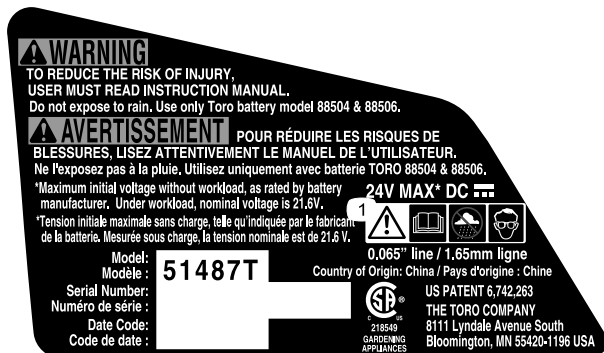 WARNING
TO REDUCE THE RISK OF INJURY,
USER MUST READ INSTRUCTION MANUAL.
Do not expose to rain. Use only Toro battery model 88504 & 88506.
AVERTISSEMENT POUR RÉDUIRE LES RISQUES DE
BLESSURES, LISEZ ATTENTIVEMENT LE MANUEL DE L'UTILISATEUR.
Ne l'exposez pas à la pluie. Utilisez uniquement avec batterie TORO 88504 & 88506.
*Maximum initial voltage without workload, as rated by battery
manufacturer. Under workload, nominal voltage is 21.6V.
*Tension initiale maximale sans charge, telle qu'indiquée par le fabricant
de la batterie. Mesurée sous charge, la tension nominale est de 21.6 V.
24V MAX* DC
1
0,065" line / 1.65mm ligne
Country of Origin: China / Pays d'origine : Chine
Model:
Modèle :
51487T
Serial Number:
Numéro de série :
Date Code:
Code de date :
SA
®
C US
218549
GARDENING
APPLIANCES
US PATENT 6,742,263
THE TORO COMPANY
8111 Lyndale Avenue South
Bloomington, MN 55420-1196 USA